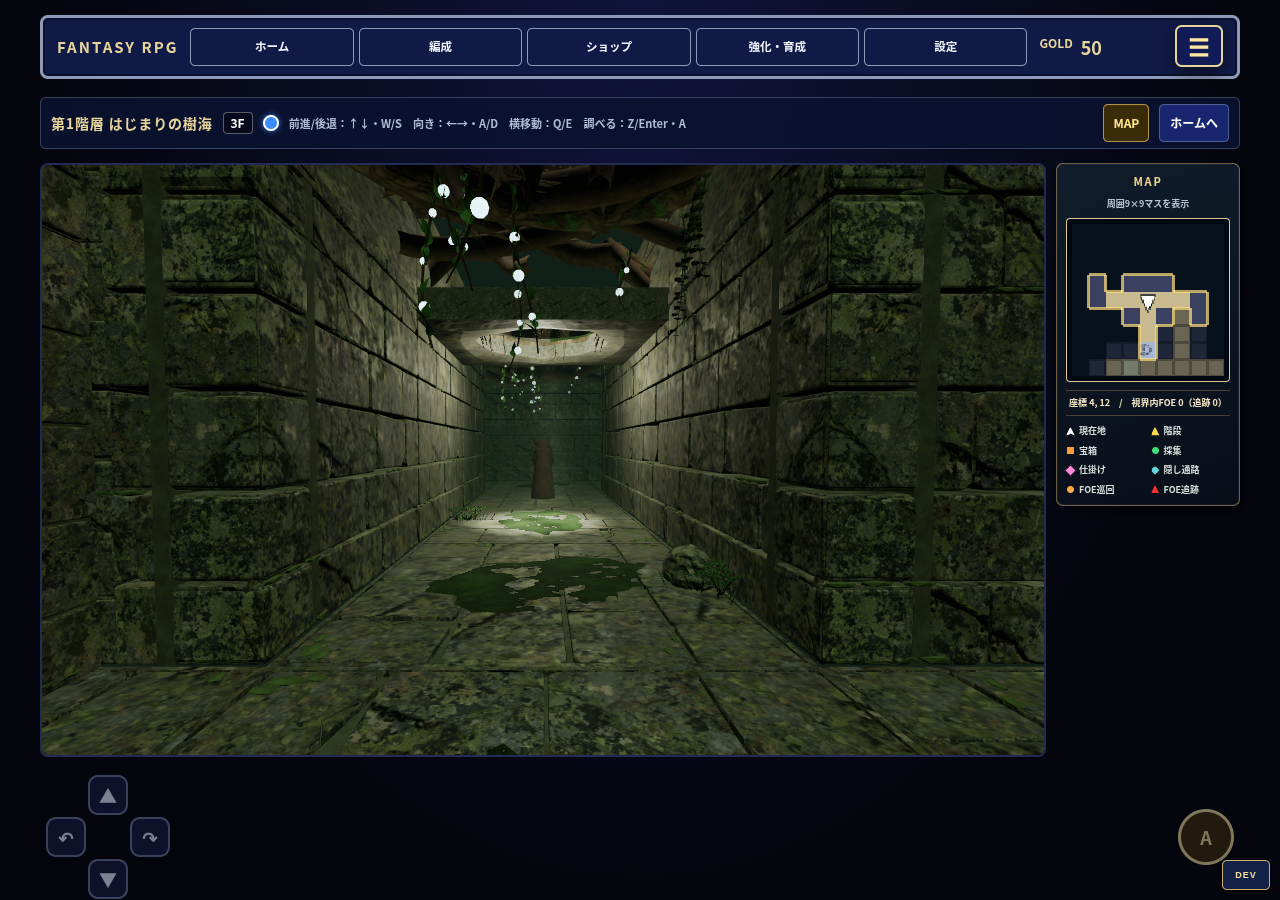 FANTASY RPG
ホーム
編成
ショップ
強化・育成
設定
GOLD 50
第1階層 はじまりの樹海
3F
前進/後退：↑↓・W/S 向き：←→・A/D 横移動：Q/E 調べる：Z/Enter・A
MAP
ホームへ
MAP
周囲9×9マスを表示
座標 4, 12 / 視界内FOE 0（追跡 0）
現在地
階段
宝箱
採集
仕掛け
隠し通路
FOE巡回
FOE追跡
A
DEV